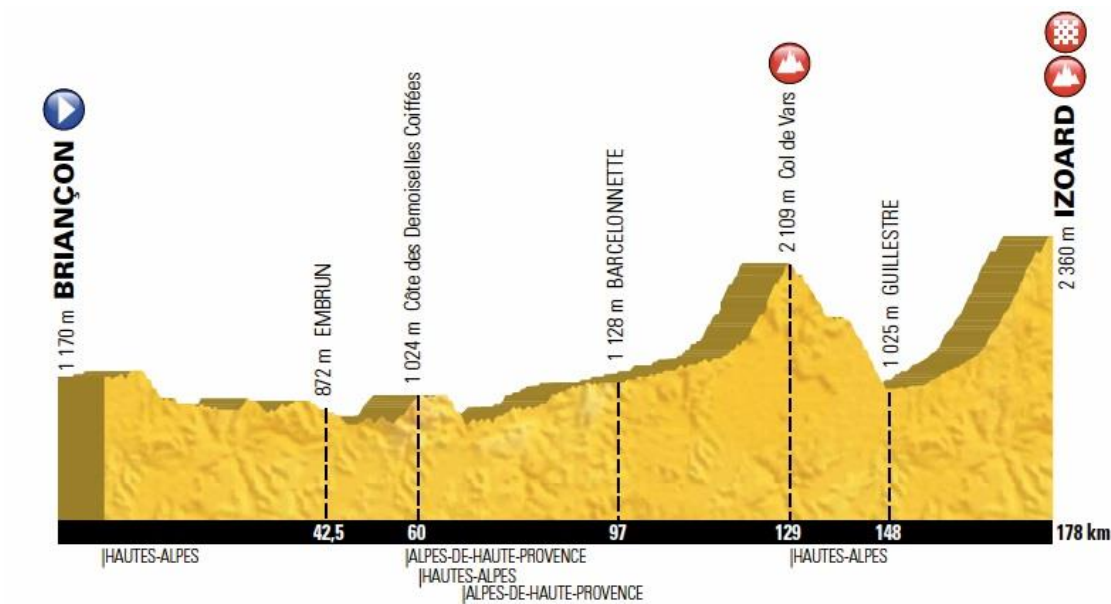 1 170 m BRIANÇON
872 m EMBRUN
1 024 m Côte des Demoiselles Coiffées
1 128 m BARCELONNETTE
2 109 m Col de Vars
1 025 m GUILLESTRE
2 360 m IZOARD
42,5
60
97
129
148
178 km
HAUTES-ALPES
ALPES-DE-HAUTE-PROVENCE
HAUTES-ALPES
HAUTES-ALPES
ALPES-DE-HAUTE-PROVENCE